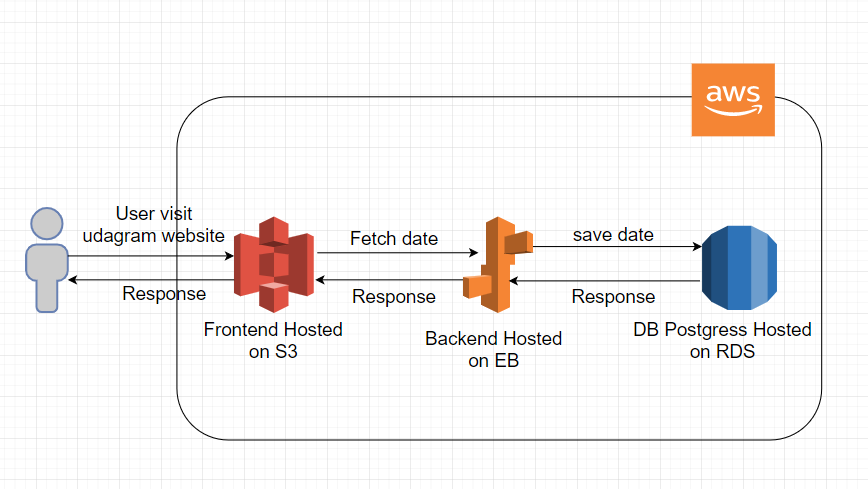 aws
User visit
udagram website
Response
Fetch date
Response
save date
Response
Frontend Hosted
on S3
Backend Hosted
on EB
DB Postgress Hosted
on RDS